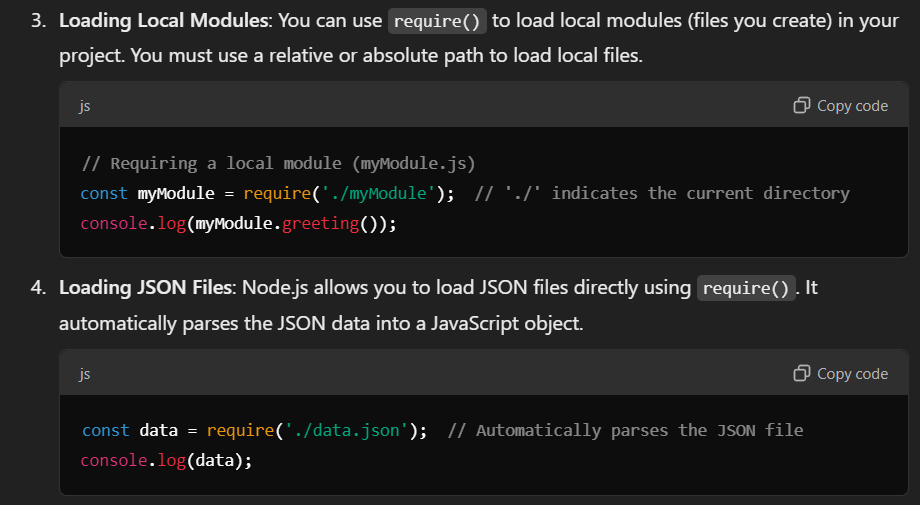 3. Loading Local Modules: You can use require() to load local modules (files you create) in your
project. You must use a relative or absolute path to load local files.
js
Copy code
// Requiring a local module (myModule.js)
const myModule = require('./myModule');  // './' indicates the current directory
console.log(myModule.greeting());
4. Loading JSON Files: Node.js allows you to load JSON files directly using require(). It
automatically parses the JSON data into a JavaScript object.
js
Copy code
const data = require('./data.json');  // Automatically parses the JSON file
console.log(data);